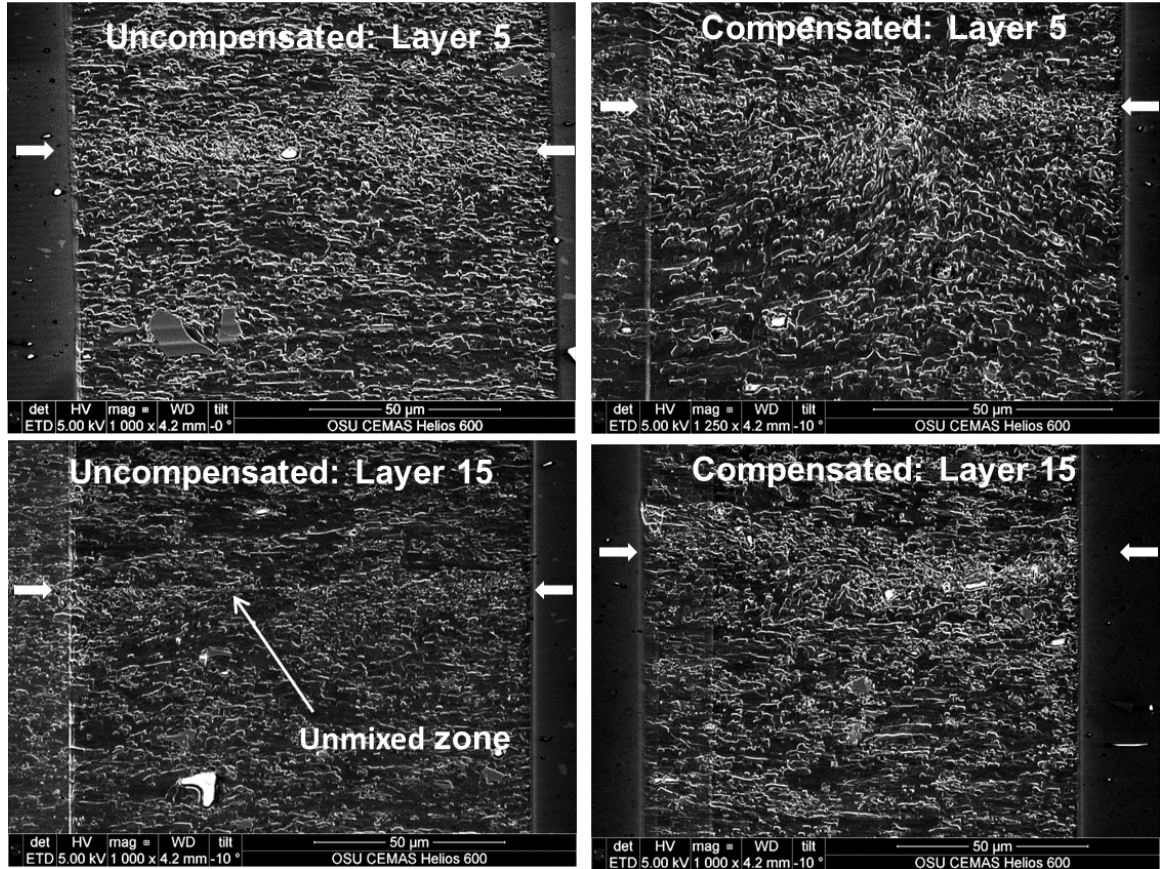 Uncompensated: Layer 5
det HV mag WD tilt 50 µm
ETD 5.00 kV 1 000 x 4.2 mm -0 ° OSU CEMAS Helios 600
Compensated: Layer 5
det HV mag WD tilt 50 µm
ETD 5.00 kV 1 250 x 4.2 mm -10 ° OSU CEMAS Helios 600
Uncompensated: Layer 15
Unmixed zone
det HV mag WD tilt 50 µm
ETD 5.00 kV 1 000 x 4.2 mm -10 ° OSU CEMAS Helios 600
Compensated: Layer 15
det HV mag WD tilt 50 µm
ETD 5.00 kV 1 000 x 4.2 mm -10 ° OSU CEMAS Helios 600